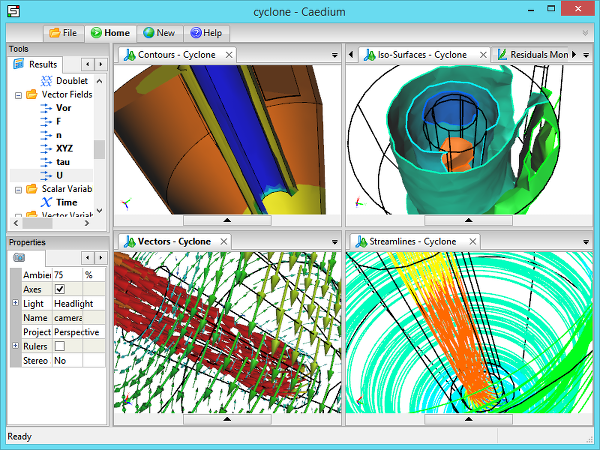 cyclone - Caedium
File Home New Help
Tools
Results
Doublet
Vector Fields
Vor
F
n
XYZ
tau
U
Scalar Variab
Time
Vector Variab
Properties
Ambien 75 %
Axes
Light Headlight
Name camera
Project Perspective
Rulers
Stereo No
Contours - Cyclone
Iso-Surfaces - Cyclone Residuals Mon
Vectors - Cyclone
Streamlines - Cyclone
Ready